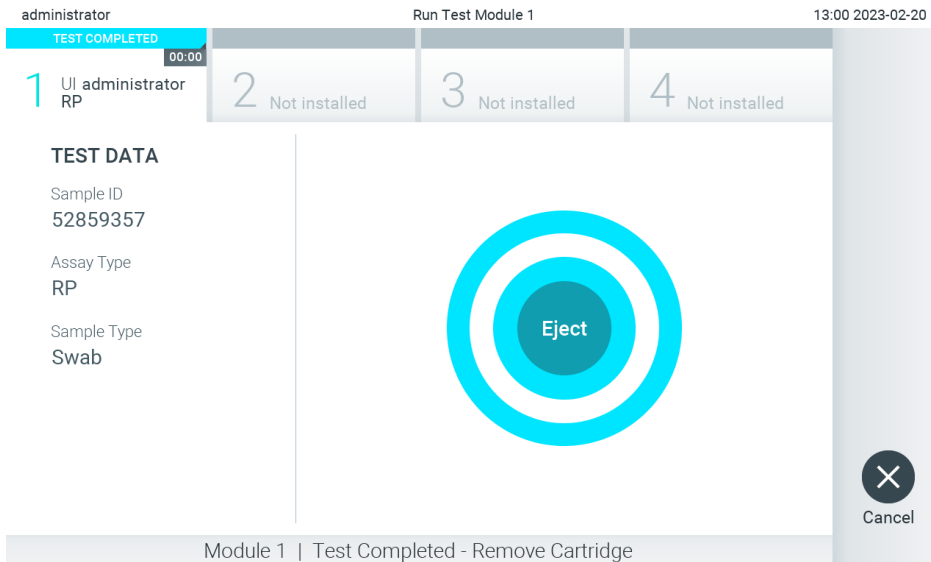 administrator
Run Test Module 1
13:00 2023-02-20
TEST COMPLETED
00:00
1
UI administrator
RP
2 Not installed
3 Not installed
4 Not installed
TEST DATA
Sample ID
52859357
Assay Type
RP
Sample Type
Swab
Eject
Cancel
Module 1 | Test Completed - Remove Cartridge